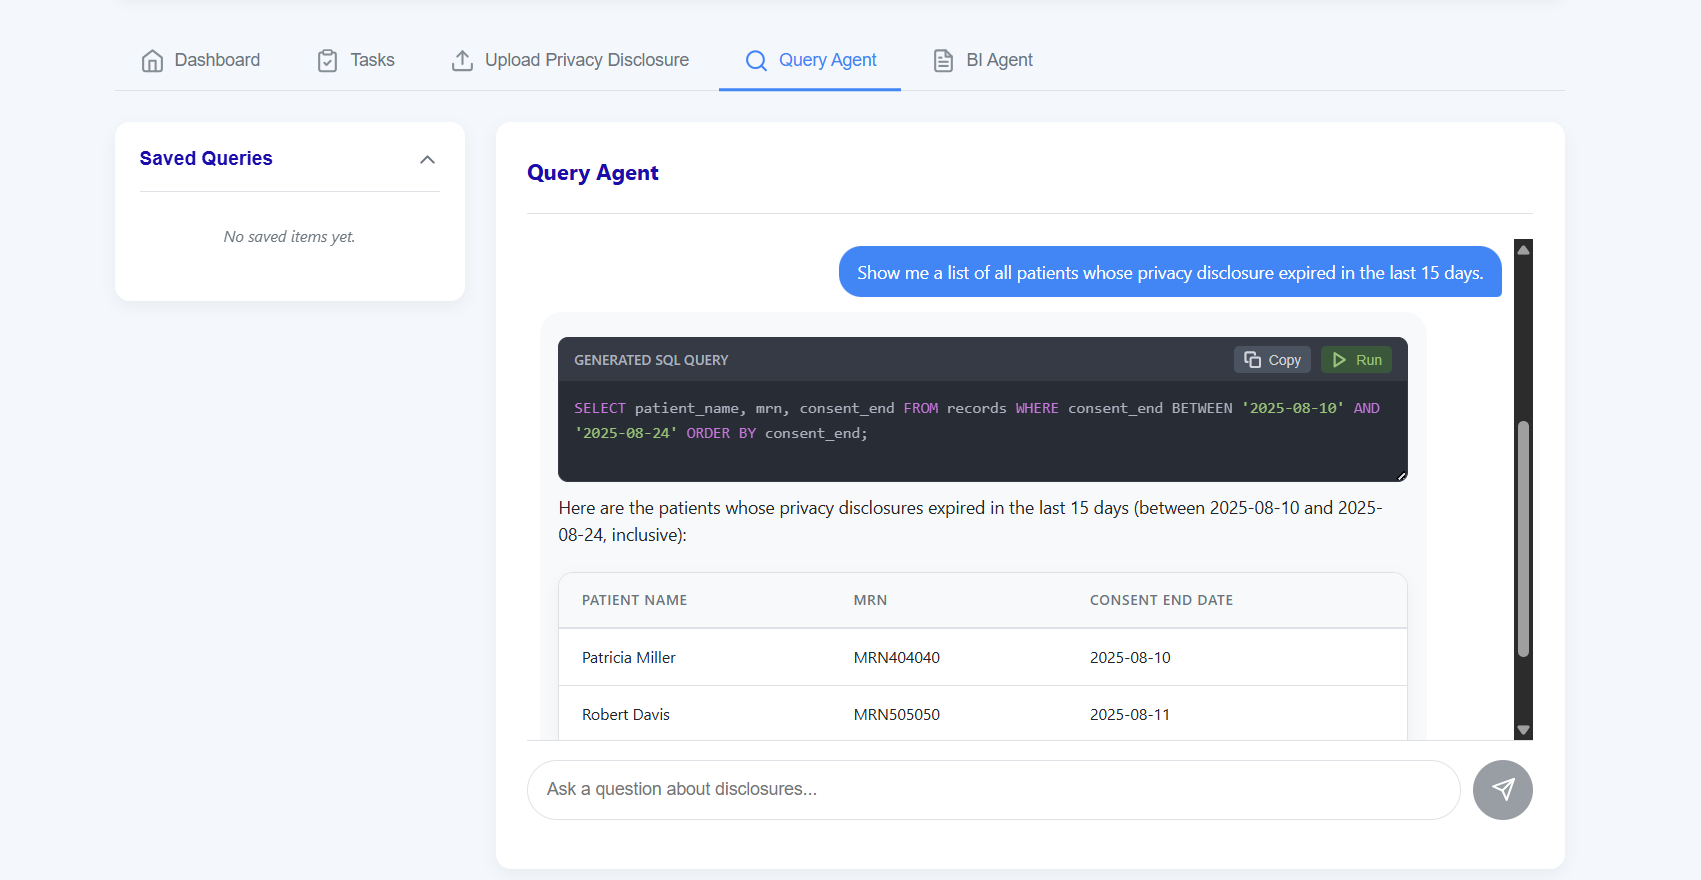 Dashboard
Tasks
Upload Privacy Disclosure
Query Agent
BI Agent
Saved Queries
No saved items yet.
Query Agent
Show me a list of all patients whose privacy disclosure expired in the last 15 days.
GENERATED SQL QUERY
Copy
Run
SELECT patient_name, mrn, consent_end FROM records WHERE consent_end BETWEEN '2025-08-10' AND
'2025-08-24' ORDER BY consent_end;
Here are the patients whose privacy disclosures expired in the last 15 days (between 2025-08-10 and 2025-
08-24, inclusive):
PATIENT NAME MRN CONSENT END DATE
Patricia Miller MRN404040 2025-08-10
Robert Davis MRN505050 2025-08-11
Ask a question about disclosures...